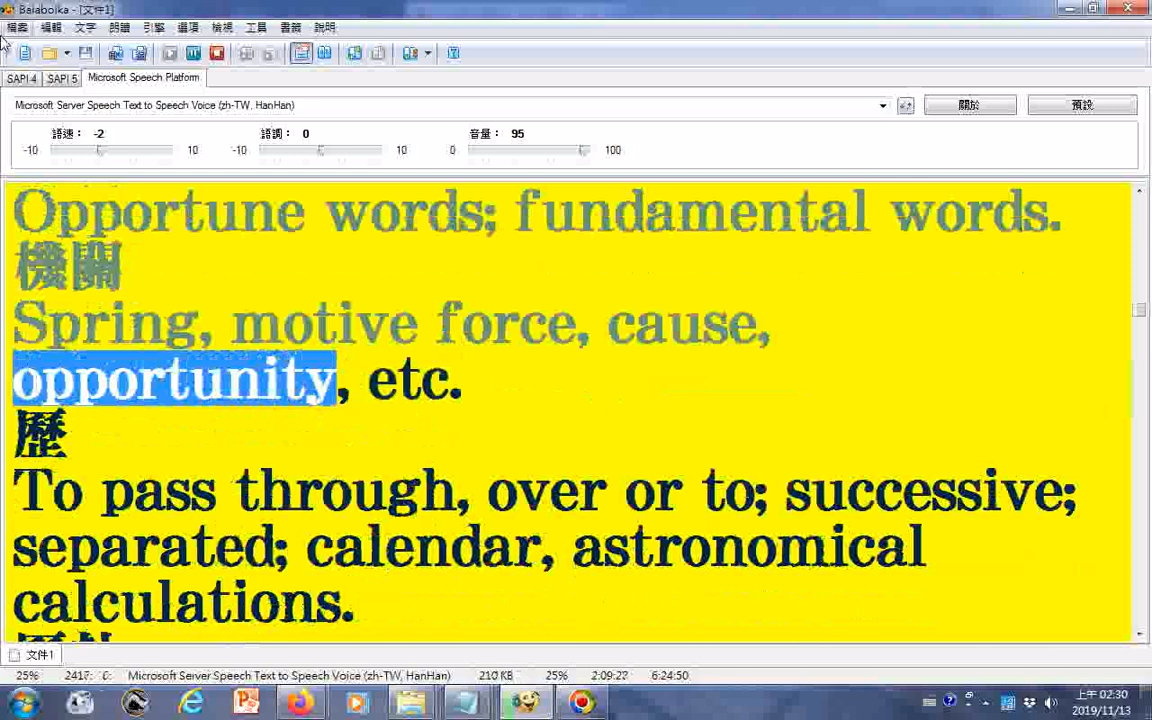 Balabolka - [文件1]
檔案 編輯 文字 朗讀 引擎 選項 檢視 工具 書籤 說明
SAPI 4 SAPI 5 Microsoft Speech Platform
Microsoft Server Speech Text to Speech Voice (zh-TW, HanHan) 關於 預設
語速： -2 語調： 0 音量： 95
-10 10 -10 10 0 100
Opportune words; fundamental words.
機關
Spring, motive force, cause,
opportunity, etc.
歷
To pass through, over or to; successive;
separated; calendar, astronomical
calculations.
文件1
25% Microsoft Server Speech Text to Speech Voice (zh-TW, HanHan) 210 KB 25% 2:09:27 6:24:50
上午 02:30
2019/11/13